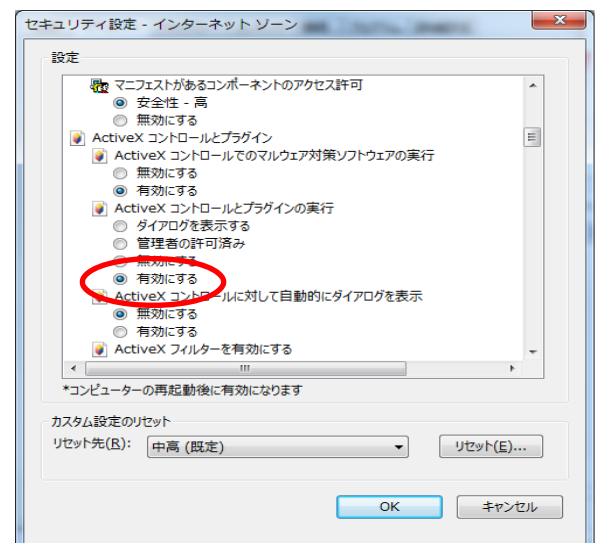 セキュリティ設定 - インターネット ゾーン
設定
マニフェストがあるコンポーネントのアクセス許可
安全性 - 高
無効にする
ActiveX コントロールとプラグイン
ActiveX コントロールでのマルウェア対策ソフトウェアの実行
無効にする
有効にする
ActiveX コントロールとプラグインの実行
ダイアログを表示する
管理者の許可済み
無効にする
有効にする
ActiveX コントロールに対して自動的にダイアログを表示
無効にする
有効にする
ActiveX フィルターを有効にする
*コンピューターの再起動後に有効になります
カスタム設定のリセット
リセット先(R): 中高 (既定) リセット(E)...
OK キャンセル